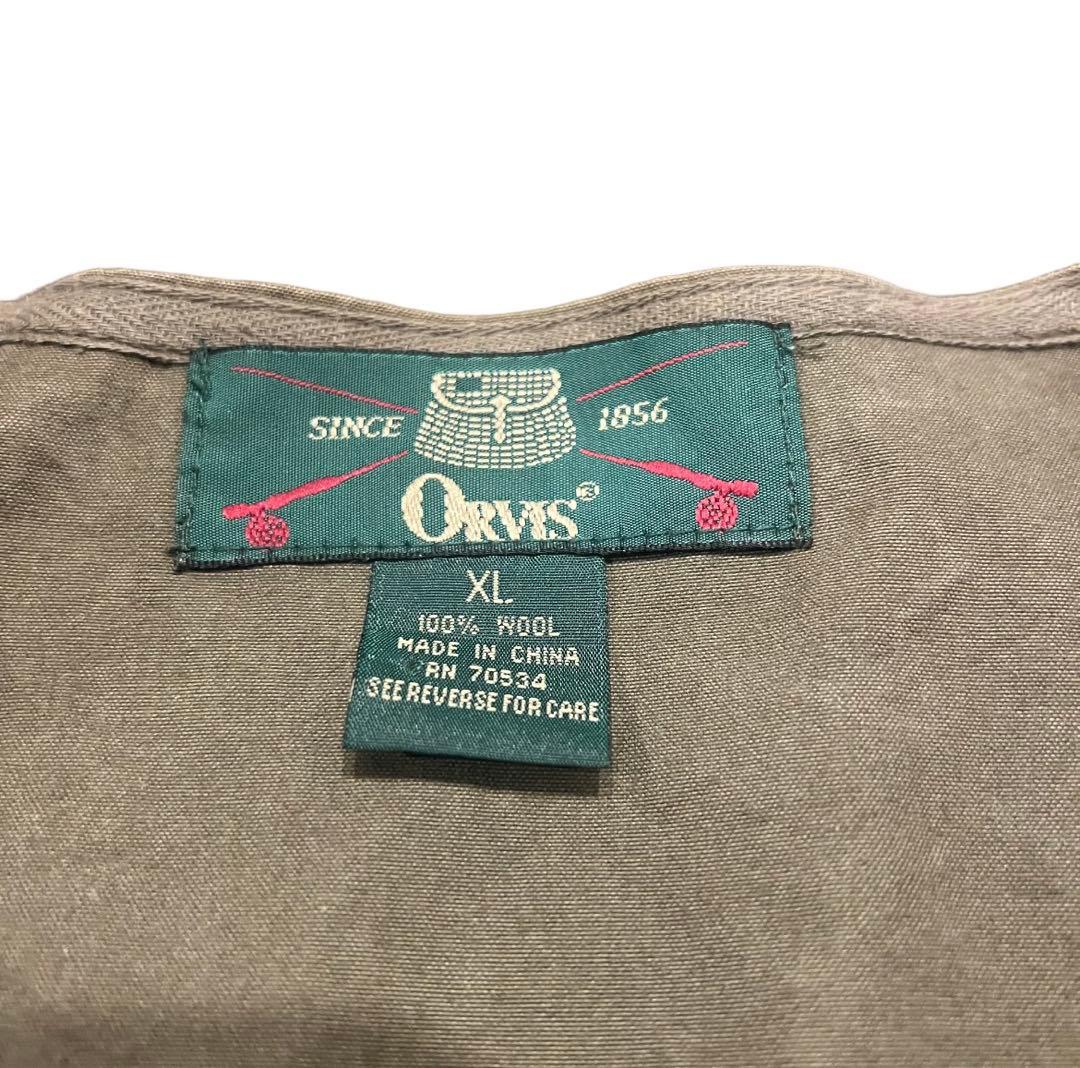 SINCE 1856
ORVIS®
XL
100% WOOL
MADE IN CHINA
RN 70534
SEE REVERSE FOR CARE